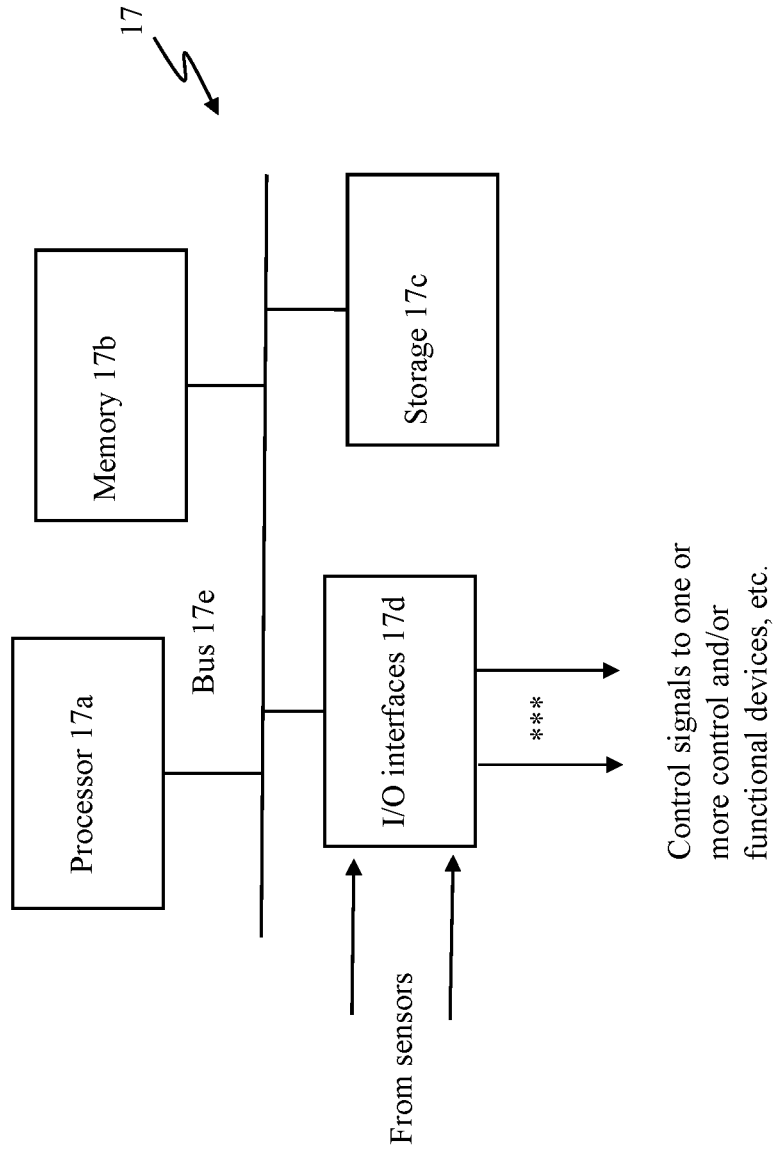 17
Processor 17a
Memory 17b
Bus 17e
I/O interfaces 17d
Storage 17c
From sensors
***
Control signals to one or
more control and/or
functional devices, etc.